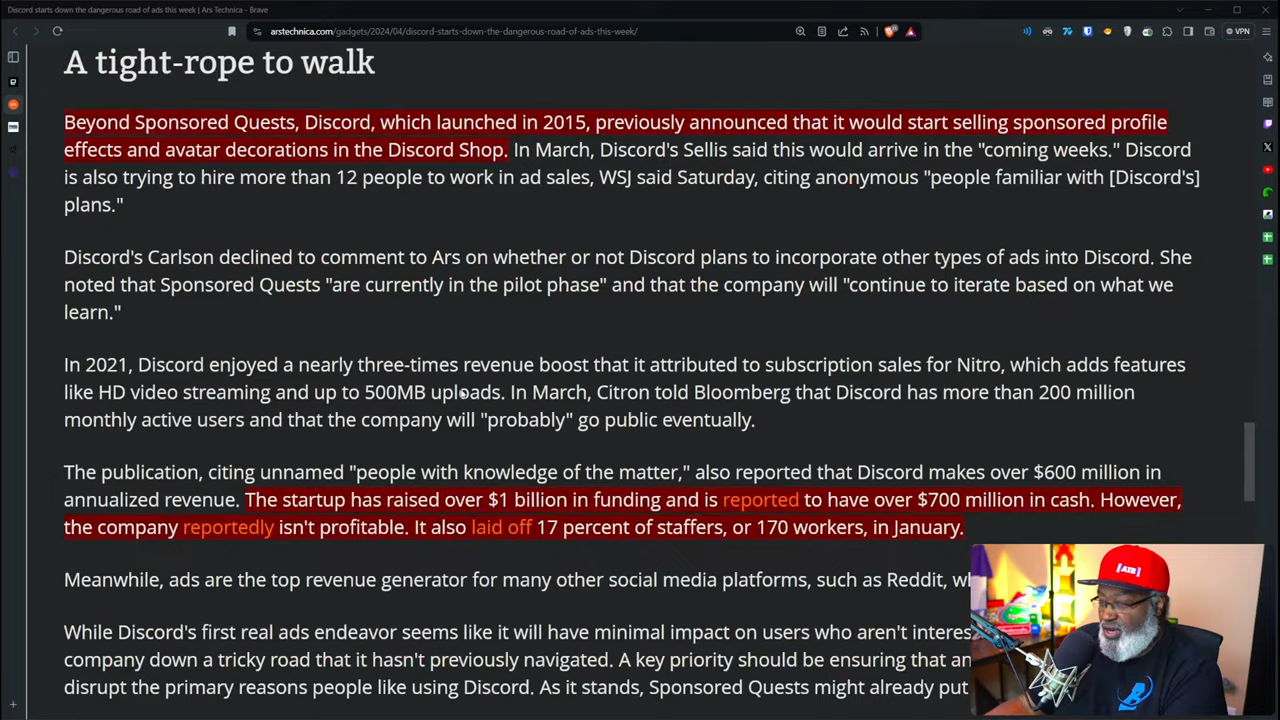 Discord starts down the dangerous road of ads this week | Ars Technica - Brave
arstechnica.com/gadgets/2024/04/discord-starts-down-the-dangerous-road-of-ads-this-week/
VPN
A tight-rope to walk
Beyond Sponsored Quests, Discord, which launched in 2015, previously announced that it would start selling sponsored profile
effects and avatar decorations in the Discord Shop. In March, Discord's Sellis said this would arrive in the "coming weeks." Discord
is also trying to hire more than 12 people to work in ad sales, WSJ said Saturday, citing anonymous "people familiar with [Discord's]
plans."
Discord's Carlson declined to comment to Ars on whether or not Discord plans to incorporate other types of ads into Discord. She
noted that Sponsored Quests "are currently in the pilot phase" and that the company will "continue to iterate based on what we
learn."
In 2021, Discord enjoyed a nearly three-times revenue boost that it attributed to subscription sales for Nitro, which adds features
like HD video streaming and up to 500MB uploads. In March, Citron told Bloomberg that Discord has more than 200 million
monthly active users and that the company will "probably" go public eventually.
The publication, citing unnamed "people with knowledge of the matter," also reported that Discord makes over $600 million in
annualized revenue. The startup has raised over $1 billion in funding and is reported to have over $700 million in cash. However,
the company reportedly isn't profitable. It also laid off 17 percent of staffers, or 170 workers, in January.
Meanwhile, ads are the top revenue generator for many other social media platforms, such as Reddit,
While Discord's first real ads endeavor seems like it will have minimal impact on users who aren't
company down a tricky road that it hasn't previously navigated. A key priority should be ensuring that
disrupt the primary reasons people like using Discord. As it stands, Sponsored Quests might already put